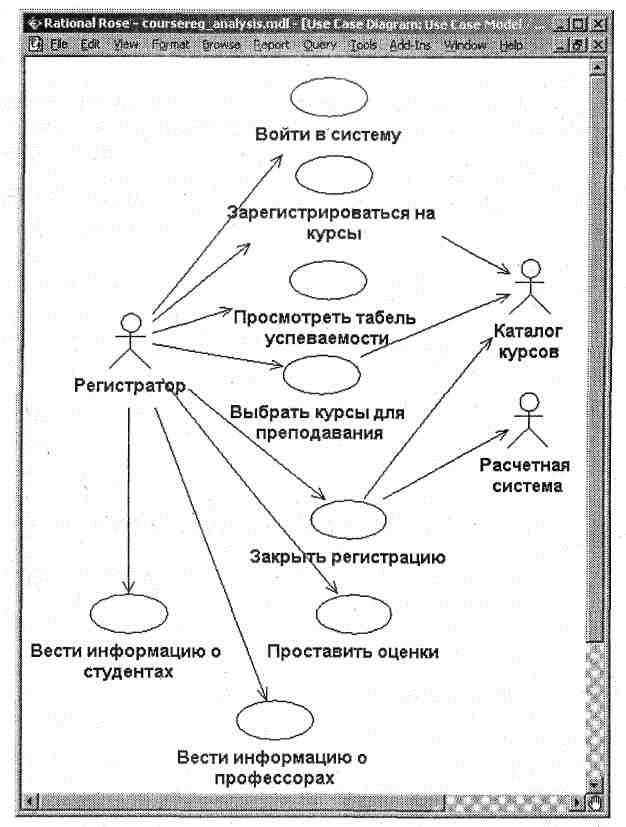 Rational Rose - coursereg_analysis.mdl - [Use Case Diagram: Use Case Model / ...
File Edit View Format Browse Report Query Tools Add-Ins Window Help
Войти в систему
Зарегистрироваться на
курсы
Просмотреть табель
успеваемости
Каталог
курсов
Регистратор
Выбрать курсы для
преподавания
Расчетная
система
Закрыть регистрацию
Вести информацию о
студентах
Проставить оценки
Вести информацию о
профессорах